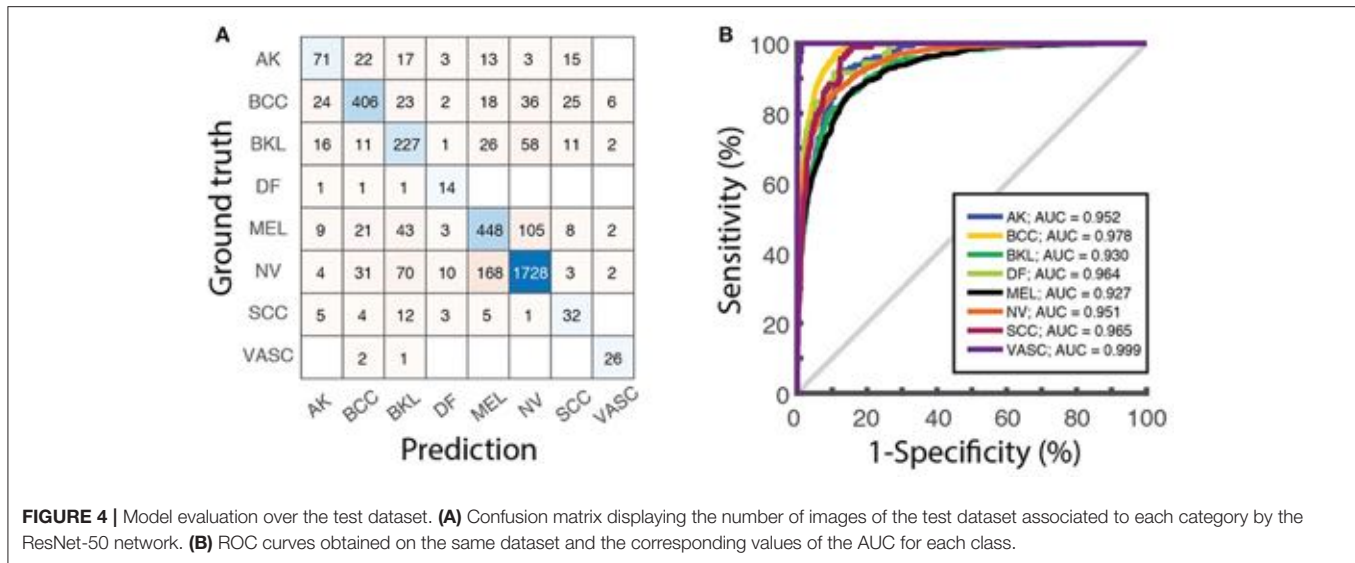 A
AK 71 22 17 3 13 3 15
BCC 24 406 23 2 18 36 25 6
BKL 16 11 227 1 26 58 11 2
DF 1 1 1 14
MEL 9 21 43 3 448 105 8 2
NV 4 31 70 10 168 1728 3 2
SCC 5 4 12 3 5 1 32
VASC 2 1 26
AK BCC BKL DF MEL NV SCC VASC
Ground truth
Prediction
B
100
80
60
40
20
0
0 20 40 60 80 100
Sensitivity (%)
1-Specificity (%)
AK; AUC = 0.952
BCC; AUC = 0.978
BKL; AUC = 0.930
DF; AUC = 0.964
MEL; AUC = 0.927
NV; AUC = 0.951
SCC; AUC = 0.965
VASC; AUC = 0.999
FIGURE 4 | Model evaluation over the test dataset. (A) Confusion matrix displaying the number of images of the test dataset associated to each category by the
ResNet-50 network. (B) ROC curves obtained on the same dataset and the corresponding values of the AUC for each class.